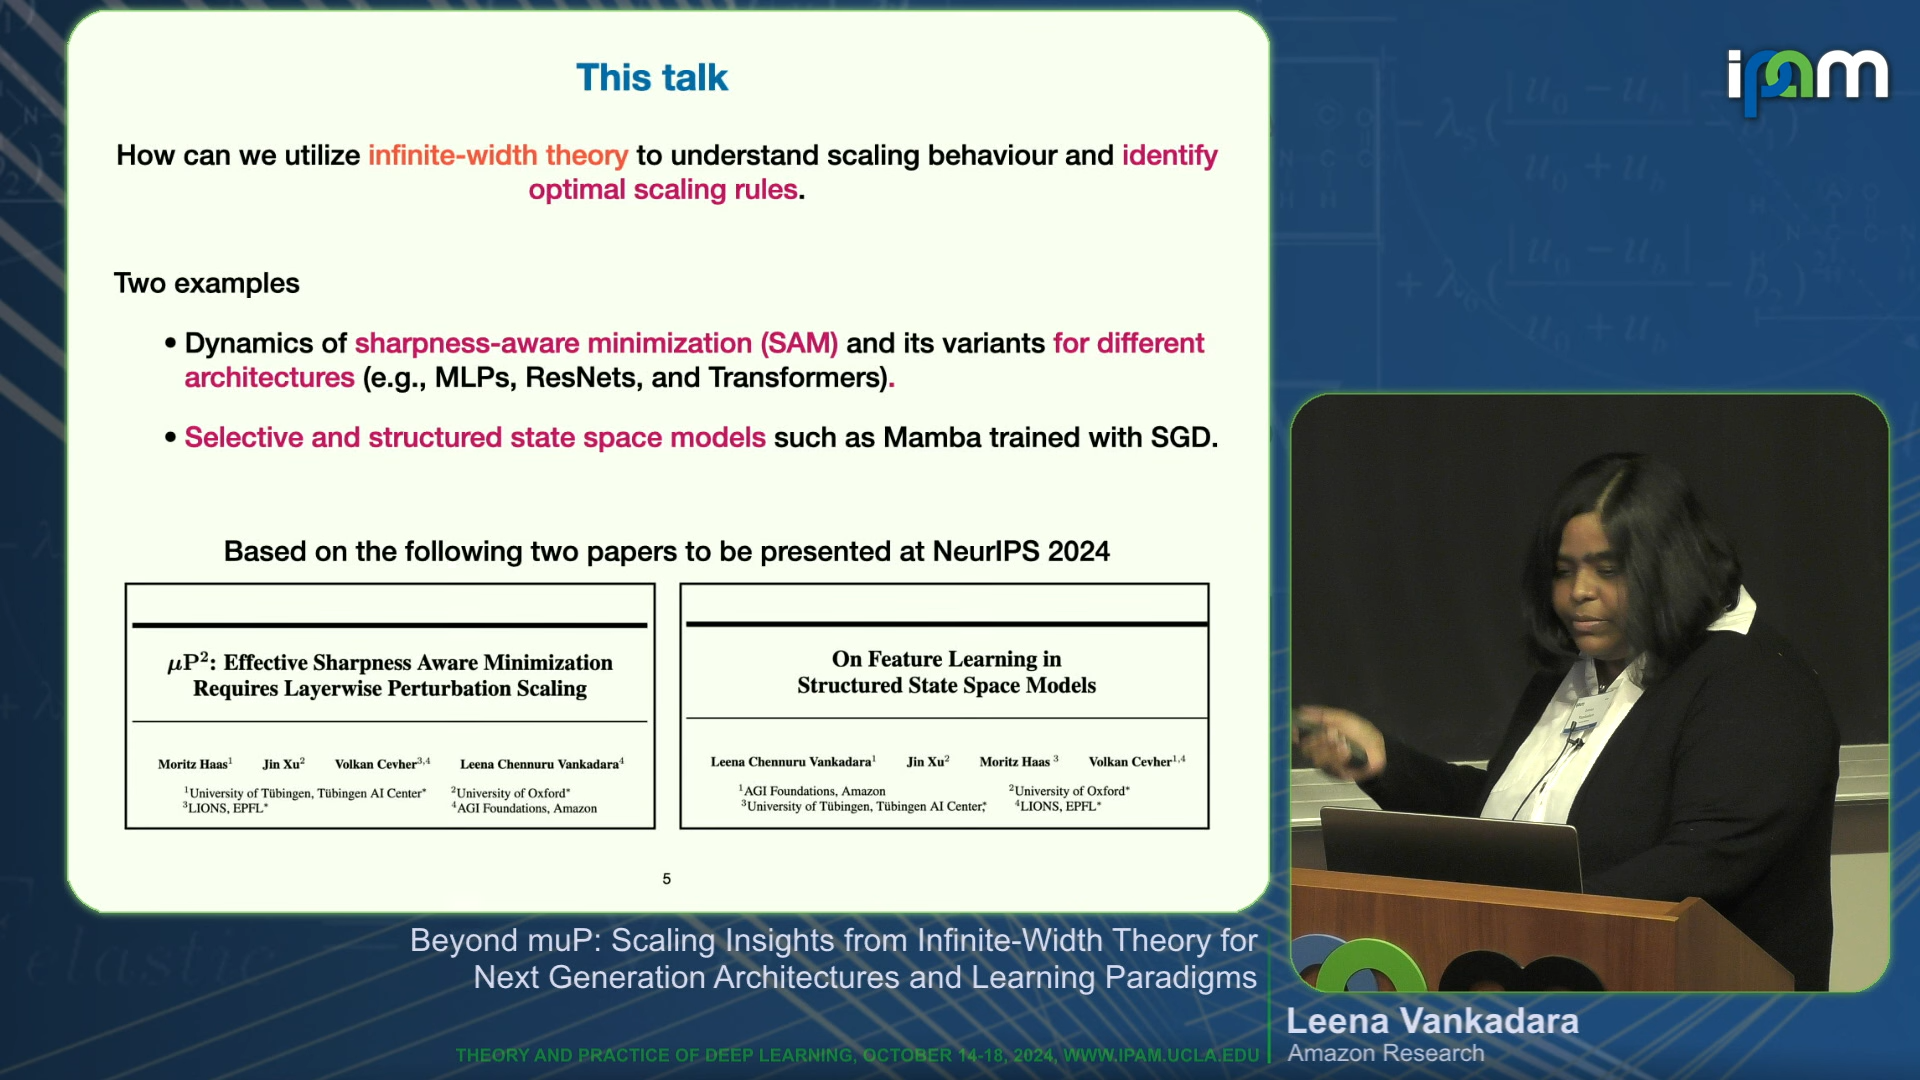 This talk
How can we utilize infinite-width theory to understand scaling behaviour and identify
optimal scaling rules.
Two examples
• Dynamics of sharpness-aware minimization (SAM) and its variants for different
architectures (e.g., MLPs, ResNets, and Transformers).
• Selective and structured state space models such as Mamba trained with SGD.
Based on the following two papers to be presented at NeurIPS 2024
µP²: Effective Sharpness Aware Minimization
Requires Layerwise Perturbation Scaling
Moritz Haas¹ Jin Xu² Volkan Cevher³,⁴ Leena Chennuru Vankadara⁴
¹University of Tübingen, Tübingen AI Center* ²University of Oxford*
³LIONS, EPFL* ⁴AGI Foundations, Amazon
On Feature Learning in
Structured State Space Models
Leena Chennuru Vankadara¹ Jin Xu² Moritz Haas ³ Volkan Cevher¹,⁴
¹AGI Foundations, Amazon ²University of Oxford*
³University of Tübingen, Tübingen AI Center,* ⁴LIONS, EPFL*
5
ipam
Beyond muP: Scaling Insights from Infinite-Width Theory for
Next Generation Architectures and Learning Paradigms
THEORY AND PRACTICE OF DEEP LEARNING, OCTOBER 14-18, 2024, WWW.IPAM.UCLA.EDU
Leena Vankadara
Amazon Research